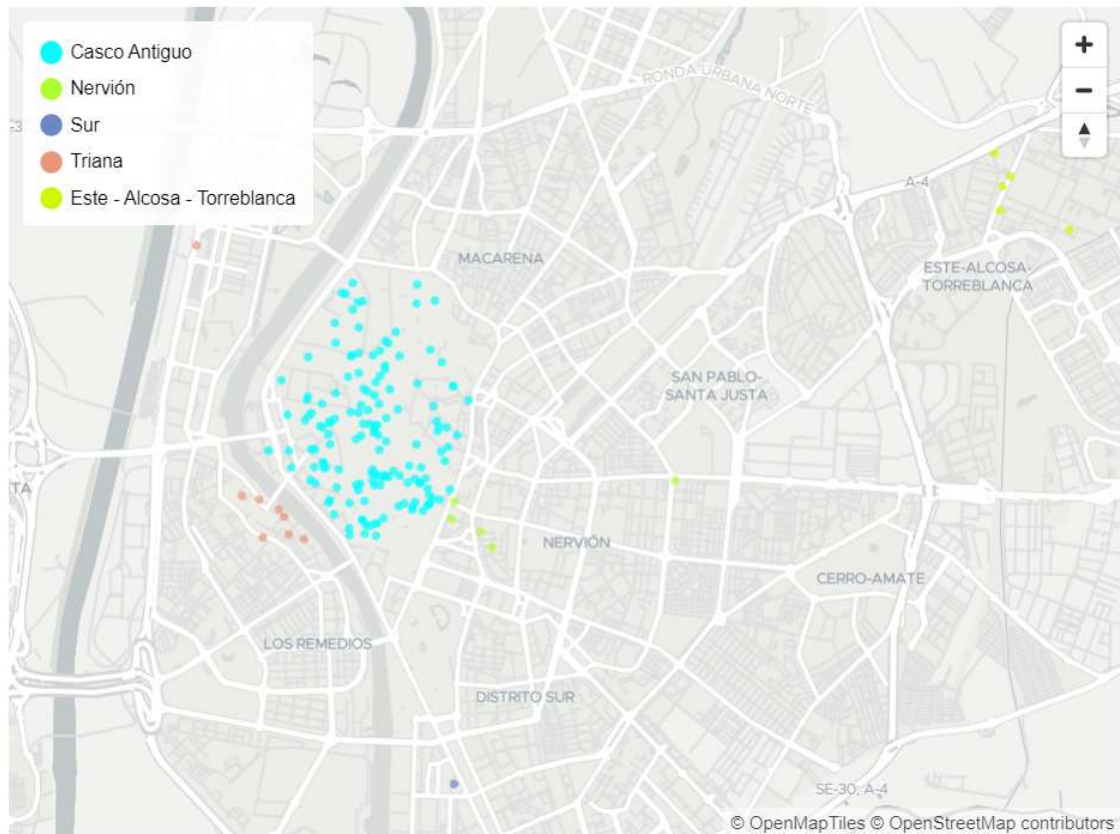 Casco Antiguo
Nervión
Sur
Triana
Este - Alcosa - Torreblanca
+
−
RONDA URBANA NORTE
A-4
MACARENA
ESTE-ALCOSA-
TORREBLANCA
SAN PABLO-
SANTA JUSTA
NERVIÓN
CERRO-AMATE
LOS REMEDIOS
DISTRITO SUR
SE-30; A-4
© OpenMapTiles © OpenStreetMap contributors